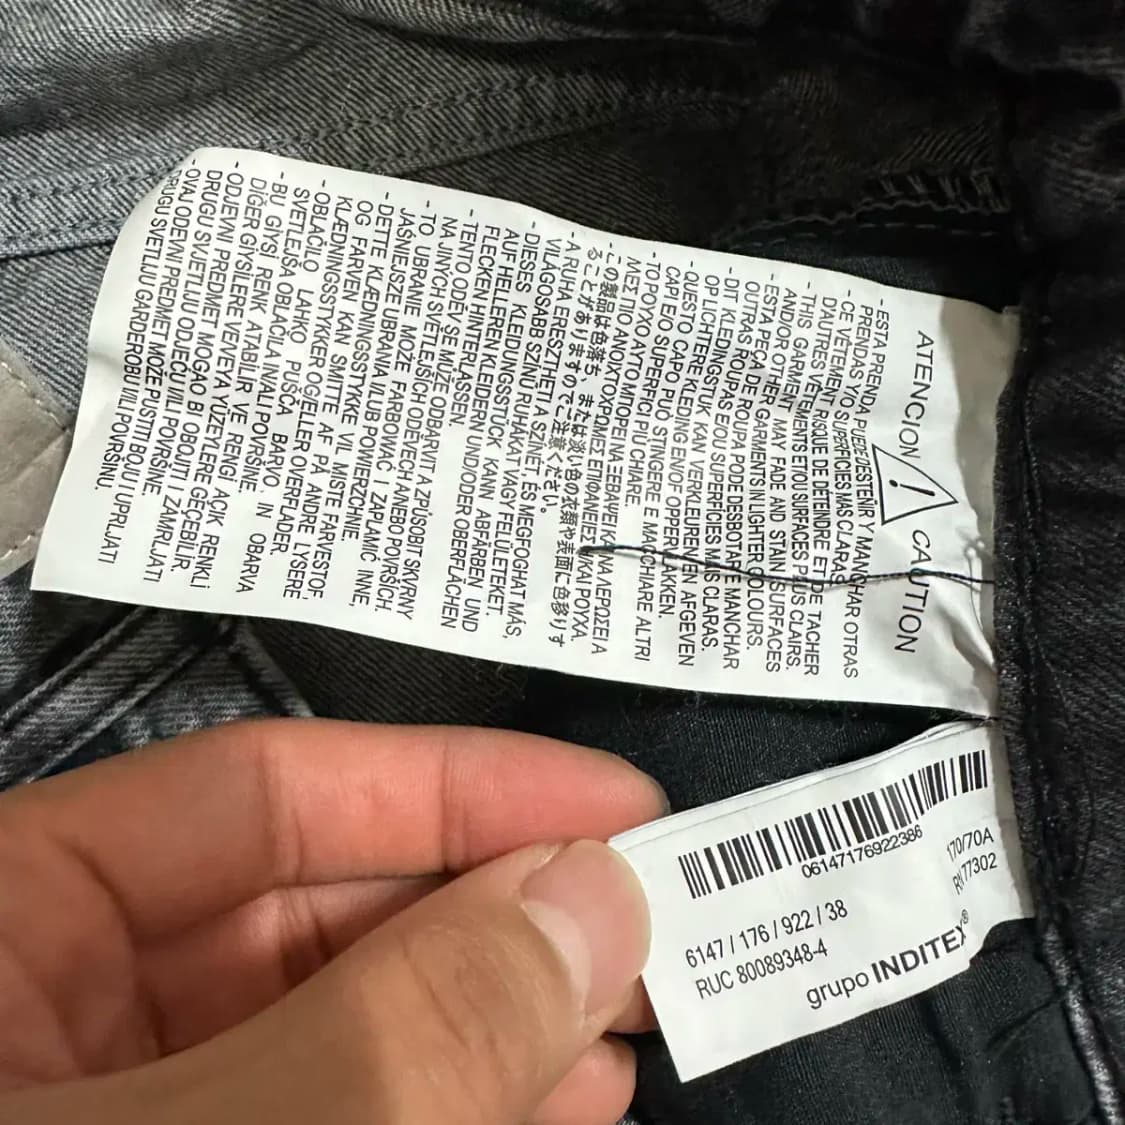 ATENCION
CAUTION
- ESTA PRENDA PUEDE DESTEÑIR Y MANCHAR OTRAS
PRENDAS Y/O SUPERFICIES MAS CLARAS.
- CE VÊTEMENT RISQUE DE DÉTEINDRE ET DE TACHER
D'AUTRES VÊTEMENTS ET/OU SURFACES PLUS CLAIRS.
- THIS GARMENT MAY FADE AND STAIN SURFACES
AND/OR OTHER GARMENTS IN LIGHTER COLOURS.
- ESTA PEÇA DE ROUPA PODE DESBOTAR E MANCHAR
OUTRAS ROUPAS E/OU SUPERFÍCIES MAIS CLARAS.
- DIT KLEDINGSTUK KAN VERKLEUREN EN AFGEVEN
OP LICHTERE KLEDING EN/OF OPPERVLAKKEN.
- QUESTO CAPO PUÒ STINGERE E MACCHIARE ALTRI
CAPI E/O SUPERFICI PIÙ CHIARE.
- ΤΟ ΡΟΥΧΟ ΑΥΤΟ ΜΠΟΡΕΙ ΝΑ ΞΕΒΑΨΕΙ ΚΑΙ ΝΑ ΛΕΡΩΣΕΙ Α
ΜΕΣ ΤΙΟ ΑΝΟΙΧΤΟΧΡΩΜΕΣ ΕΠΙΦΑΝΕΙΕΣ Η/ΚΑΙ ΡΟΥΧΑ.
- この製品は色落ち、または淡い色の衣類や表面に色移りす
ることがありますのでご注意ください。
- A RUHA ERESZTHETI A SZÍNÉT, ÉS MEGFOGHAT MÁS,
VILÁGOSABB SZÍNŰ RUHÁKAT VAGY FELÜLETEKET.
- DIESES KLEIDUNGSSTÜCK KANN ABFÄRBEN UND
AUF HELLEREN KLEIDERN UND/ODER OBERFLÄCHEN
FLECKEN HINTERLASSEN.
- TENTO ODĚV SE MŮŽE ODBARVIT A ZPŮSOBIT SKVRNY
NA JINÝCH SVĚTLEJŠÍCH ODĚVECH ANEBO POVRŠÍCH.
- TO UBRANIE MOŻE FARBOWAĆ I ZAPLAMIĆ INNE,
JAŚNIEJSZE UBRANIA I/LUB POWIERZCHNIE.
- DETTE KLÆDNINGSSTYKKE VIL MISTE FARVESTOF,
OG FARVEN KAN SMITTE AF PÅ ANDRE LYSERE
KLÆDNINGSSTYKKER OG/ELLER OVERFLADER.
- OBLAČILO LAHKO PUŠČA BARVO IN OBARVA
SVETLEJŠA OBLAČILA IN/ALI POVRŠINE.
- BU GİYSİ RENK ATABİLİR VE RENGİ AÇIK RENKLİ
DİĞER GİYSİLERE VE/VEYA YÜZEYLERE GEÇEBİLİR.
- ODJEVNI PREDMET MOGAO BI OBOJITI I ZAMRLJATI
DRUGU SVJETLIJU ODJEĆU I/ILI POVRŠINE.
- OVAJ ODEVNI PREDMET MOŽE PUSTITI BOJU I UPRLJATI
DRUGU SVETLIJU GARDEROBU I/ILI POVRŠINU.
06147176922386
170/70A
RN 77302
6147 / 176 / 922 / 38
RUC 80089348-4
grupo INDITEX®